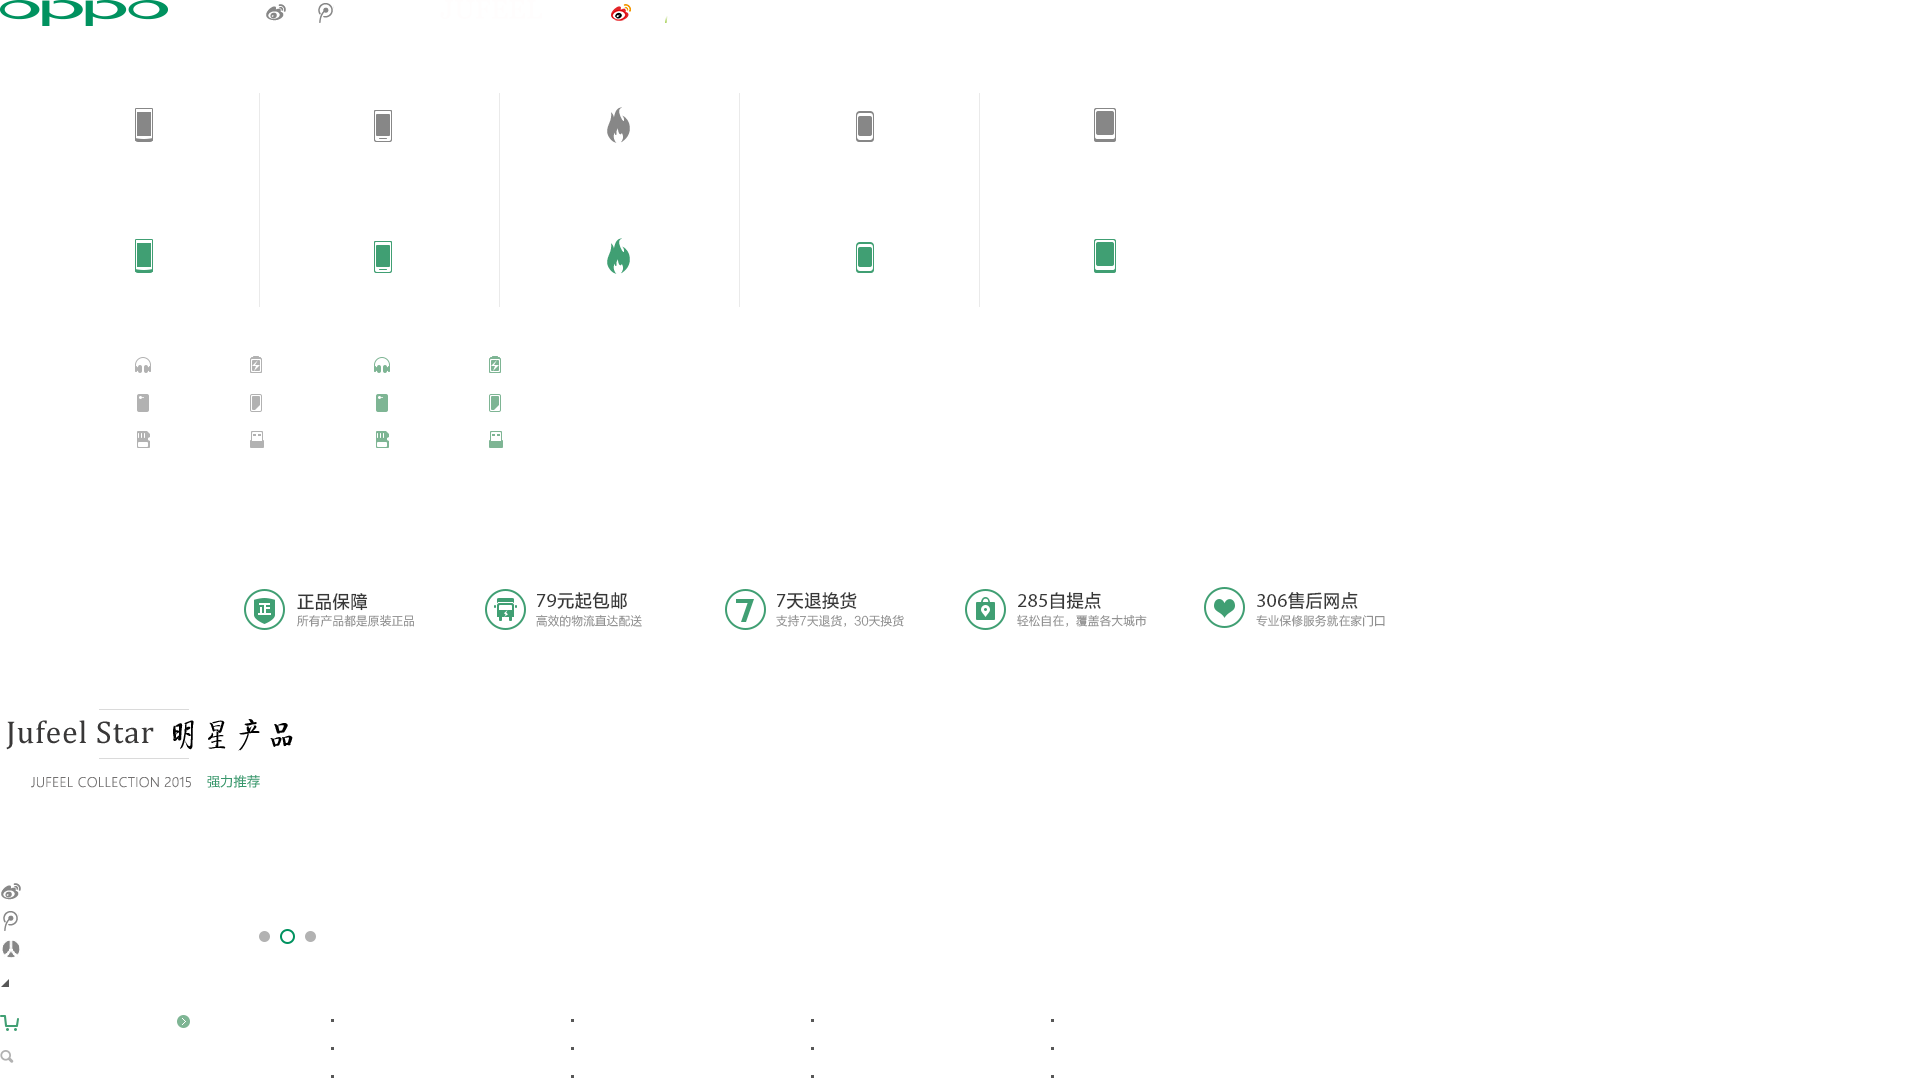 oppo
正品保障
所有产品都是原装正品
79元起包邮
高效的物流直达配送
7
7天退换货
支持7天退货，30天换货
285自提点
轻松自在，覆盖各大城市
306售后网点
专业保修服务就在家门口
正
Jufeel Star 明星产品
JUFEEL COLLECTION 2015 强力推荐